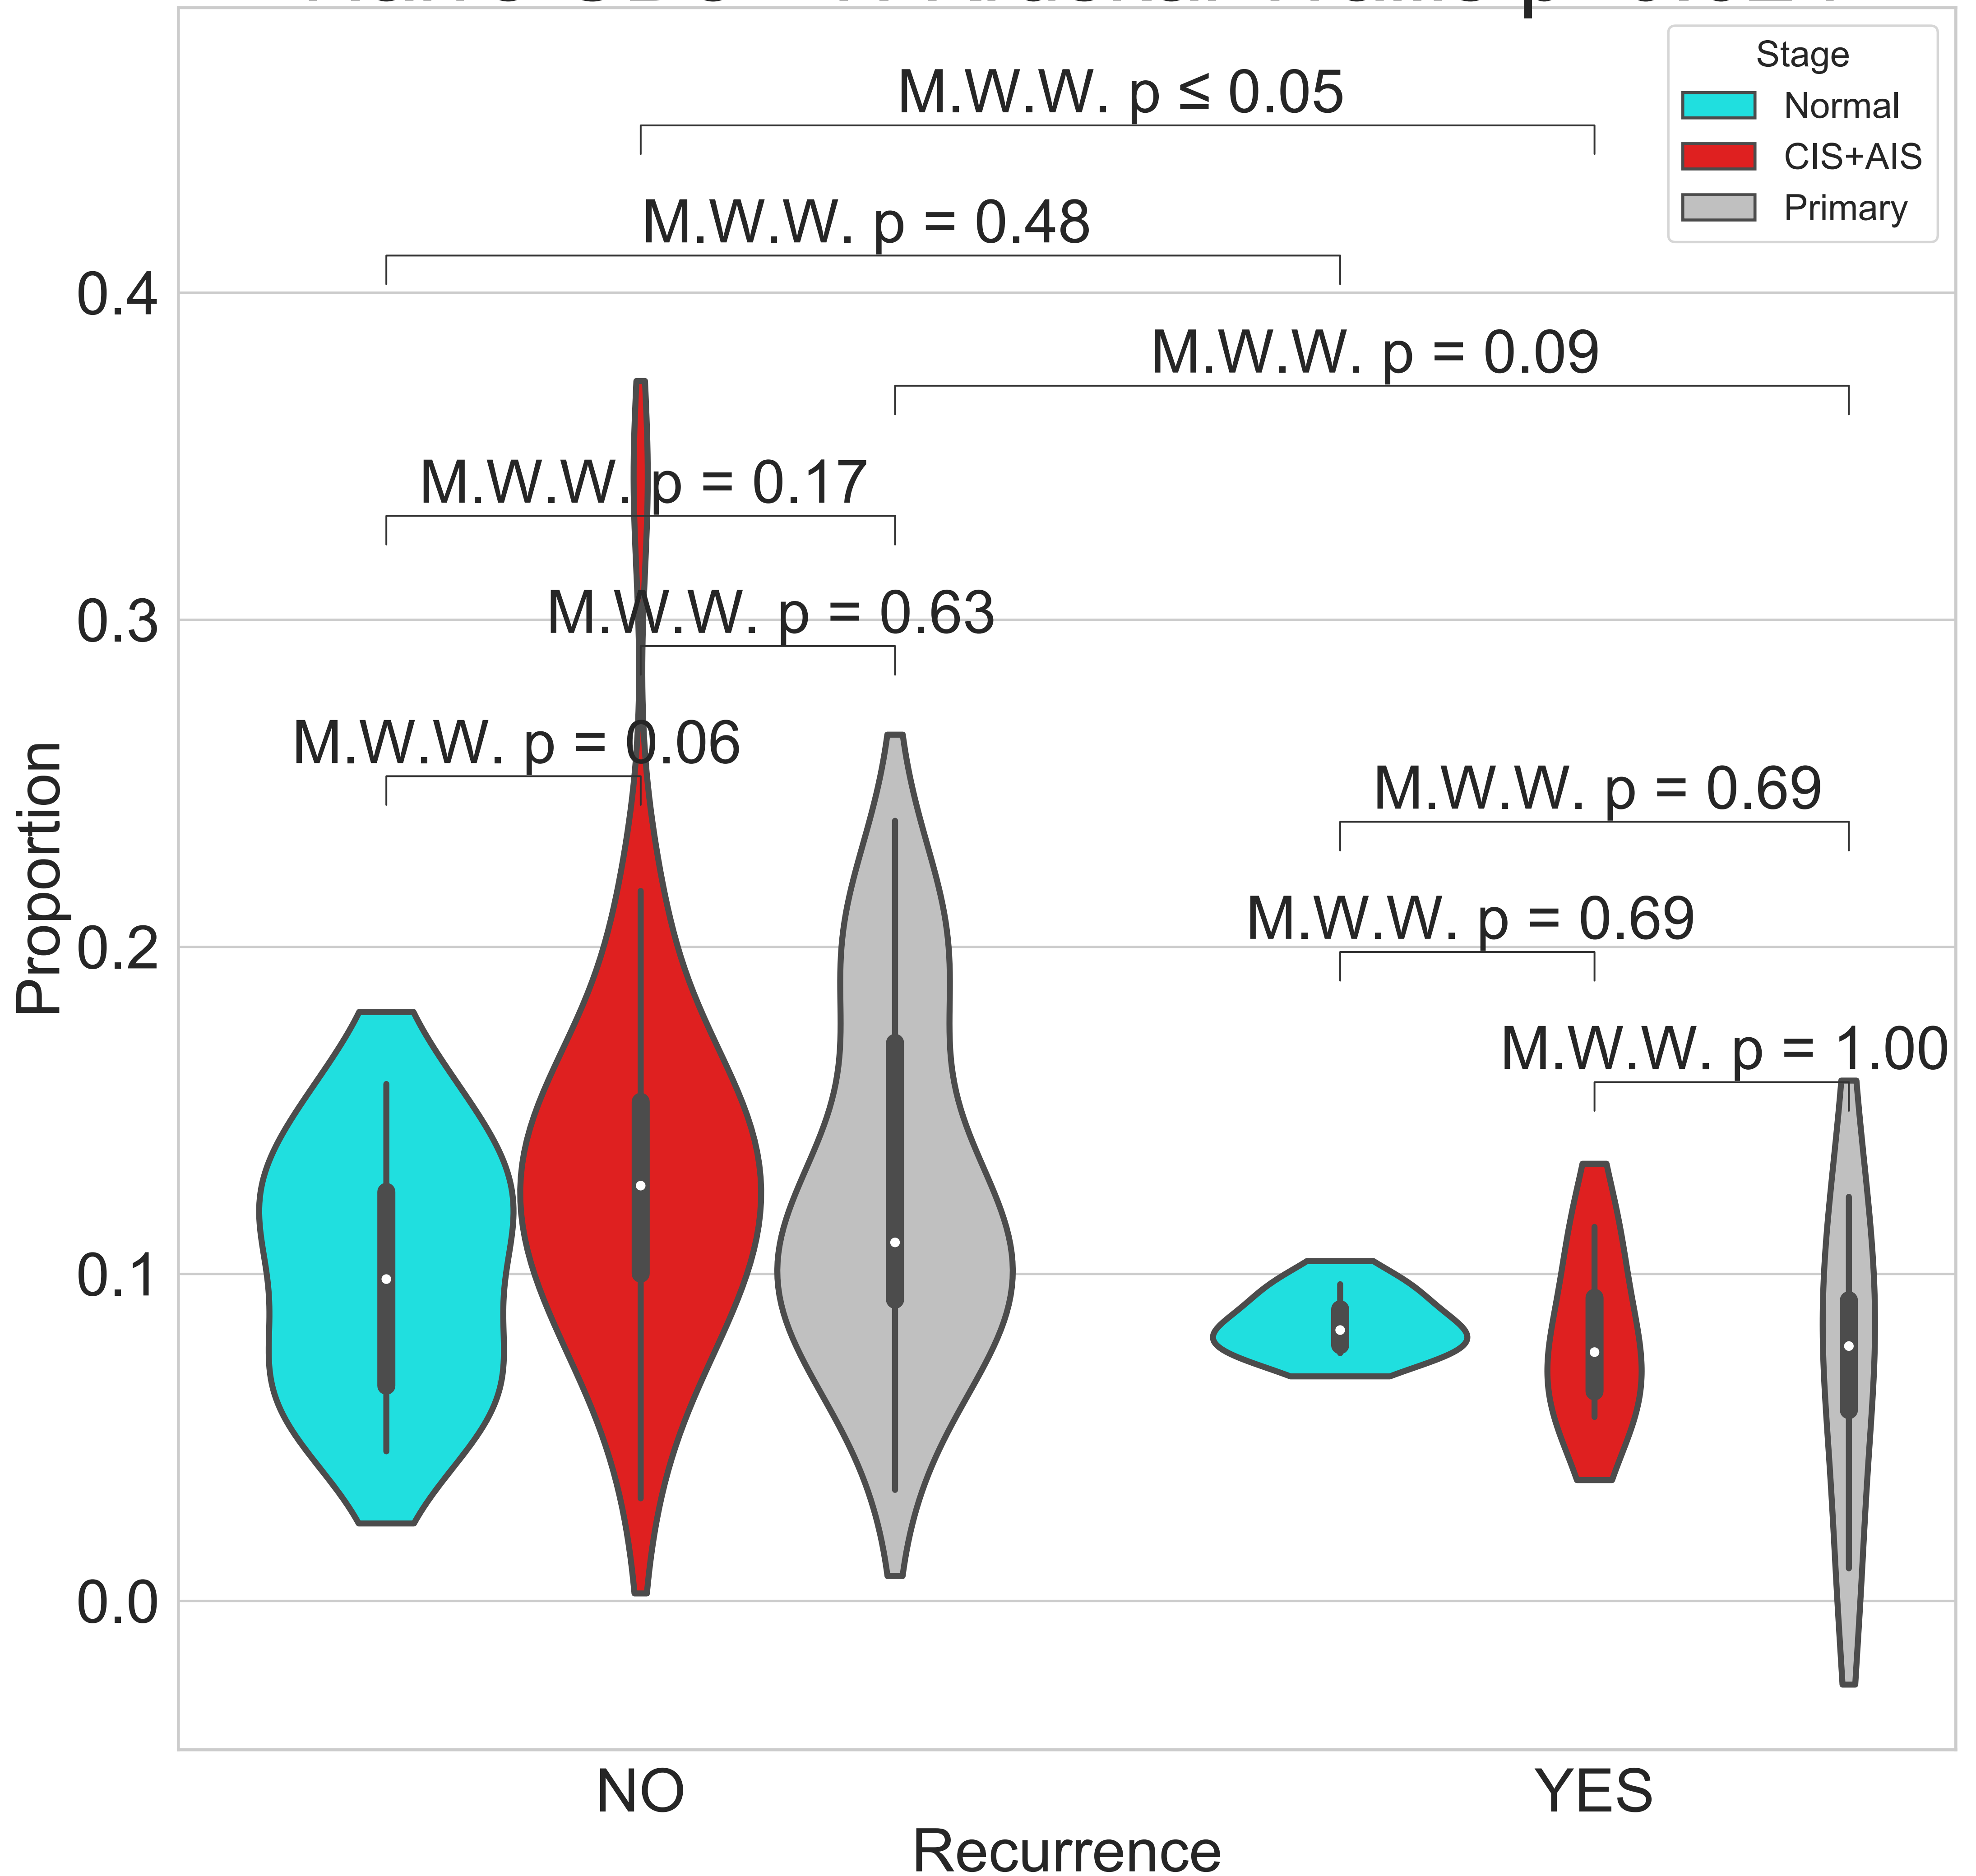 Stage
Normal
CIS+AIS
Primary
M.W.W. p ≤ 0.05
M.W.W. p = 0.48
0.4
M.W.W. p = 0.09
M.W.W. p = 0.17
0.3
M.W.W. p = 0.63
M.W.W. p = 0.06
M.W.W. p = 0.69
0.2
M.W.W. p = 0.69
M.W.W. p = 1.00
0.1
0.0
Proportion
NO
YES
Recurrence